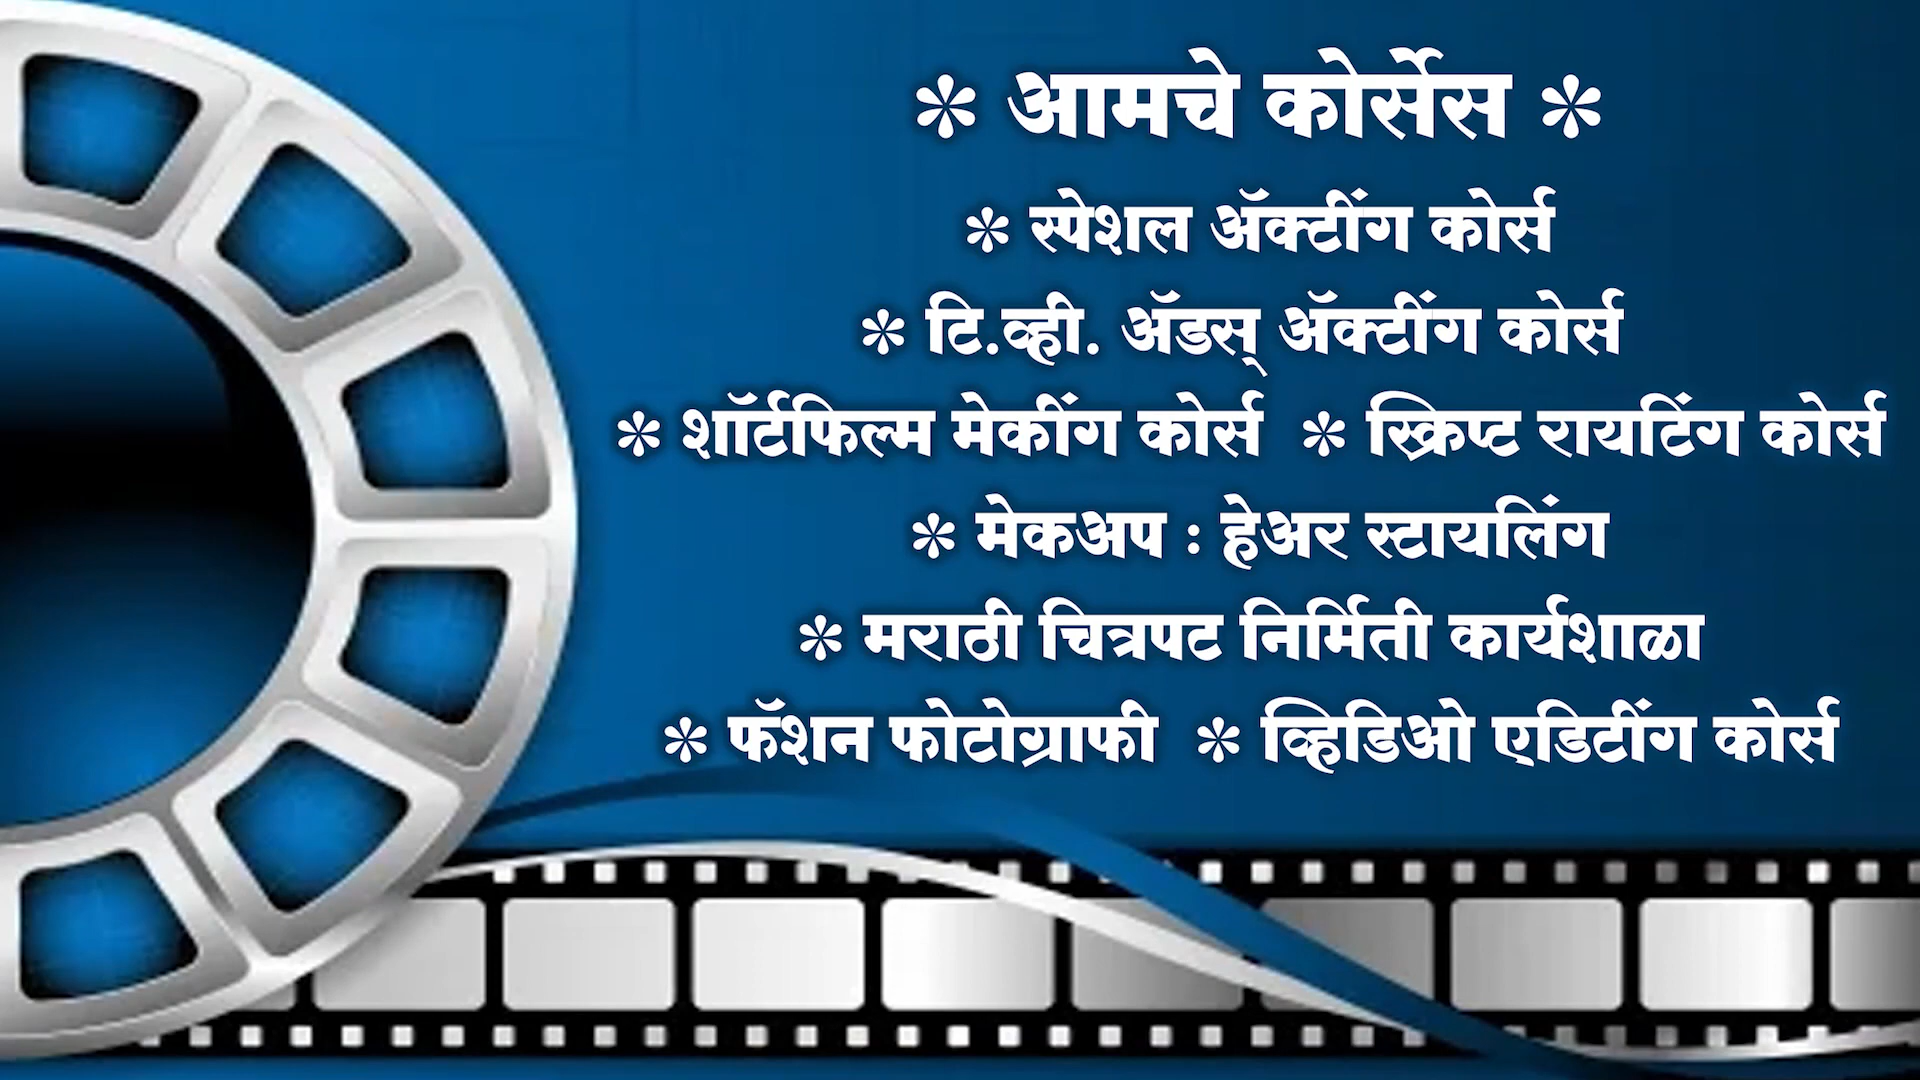 * आमचे कोर्सेस *
* स्पेशल ॲक्टींग कोर्स
* टि.व्ही. ॲडस् ॲक्टींग कोर्स
* शॉर्टफिल्म मेकींग कोर्स * स्क्रिप्ट रायटिंग कोर्स
* मेकअप : हेअर स्टायलिंग
* मराठी चित्रपट निर्मिती कार्यशाळा
* फॅशन फोटोग्राफी * व्हिडिओ एडिटींग कोर्स